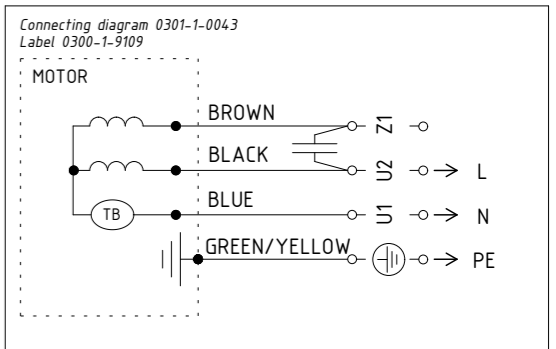 Connecting diagram 0301-1-0043
Label 0300-1-9109
MOTOR
BROWN
Z1
BLACK
U2
L
BLUE
TB
U1
N
GREEN/YELLOW
PE